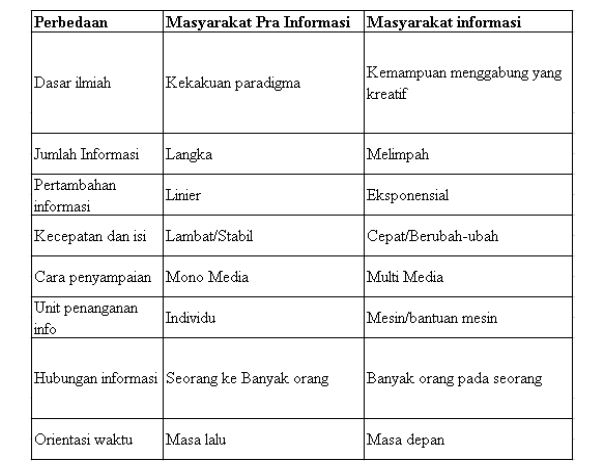 Perbedaan Masyarakat Pra Informasi Masyarakat informasi
Dasar ilmiah Kekakuan paradigma Kemampuan menggabung yang
kreatif
Jumlah Informasi Langka Melimpah
Pertambahan
informasi Linier Eksponensial
Kecepatan dan isi Lambat/Stabil Cepat/Berubah-ubah
Cara penyampaian Mono Media Multi Media
Unit penanganan
info Individu Mesin/bantuan mesin
Hubungan informasi Seorang ke Banyak orang Banyak orang pada seorang
Orientasi waktu Masa lalu Masa depan